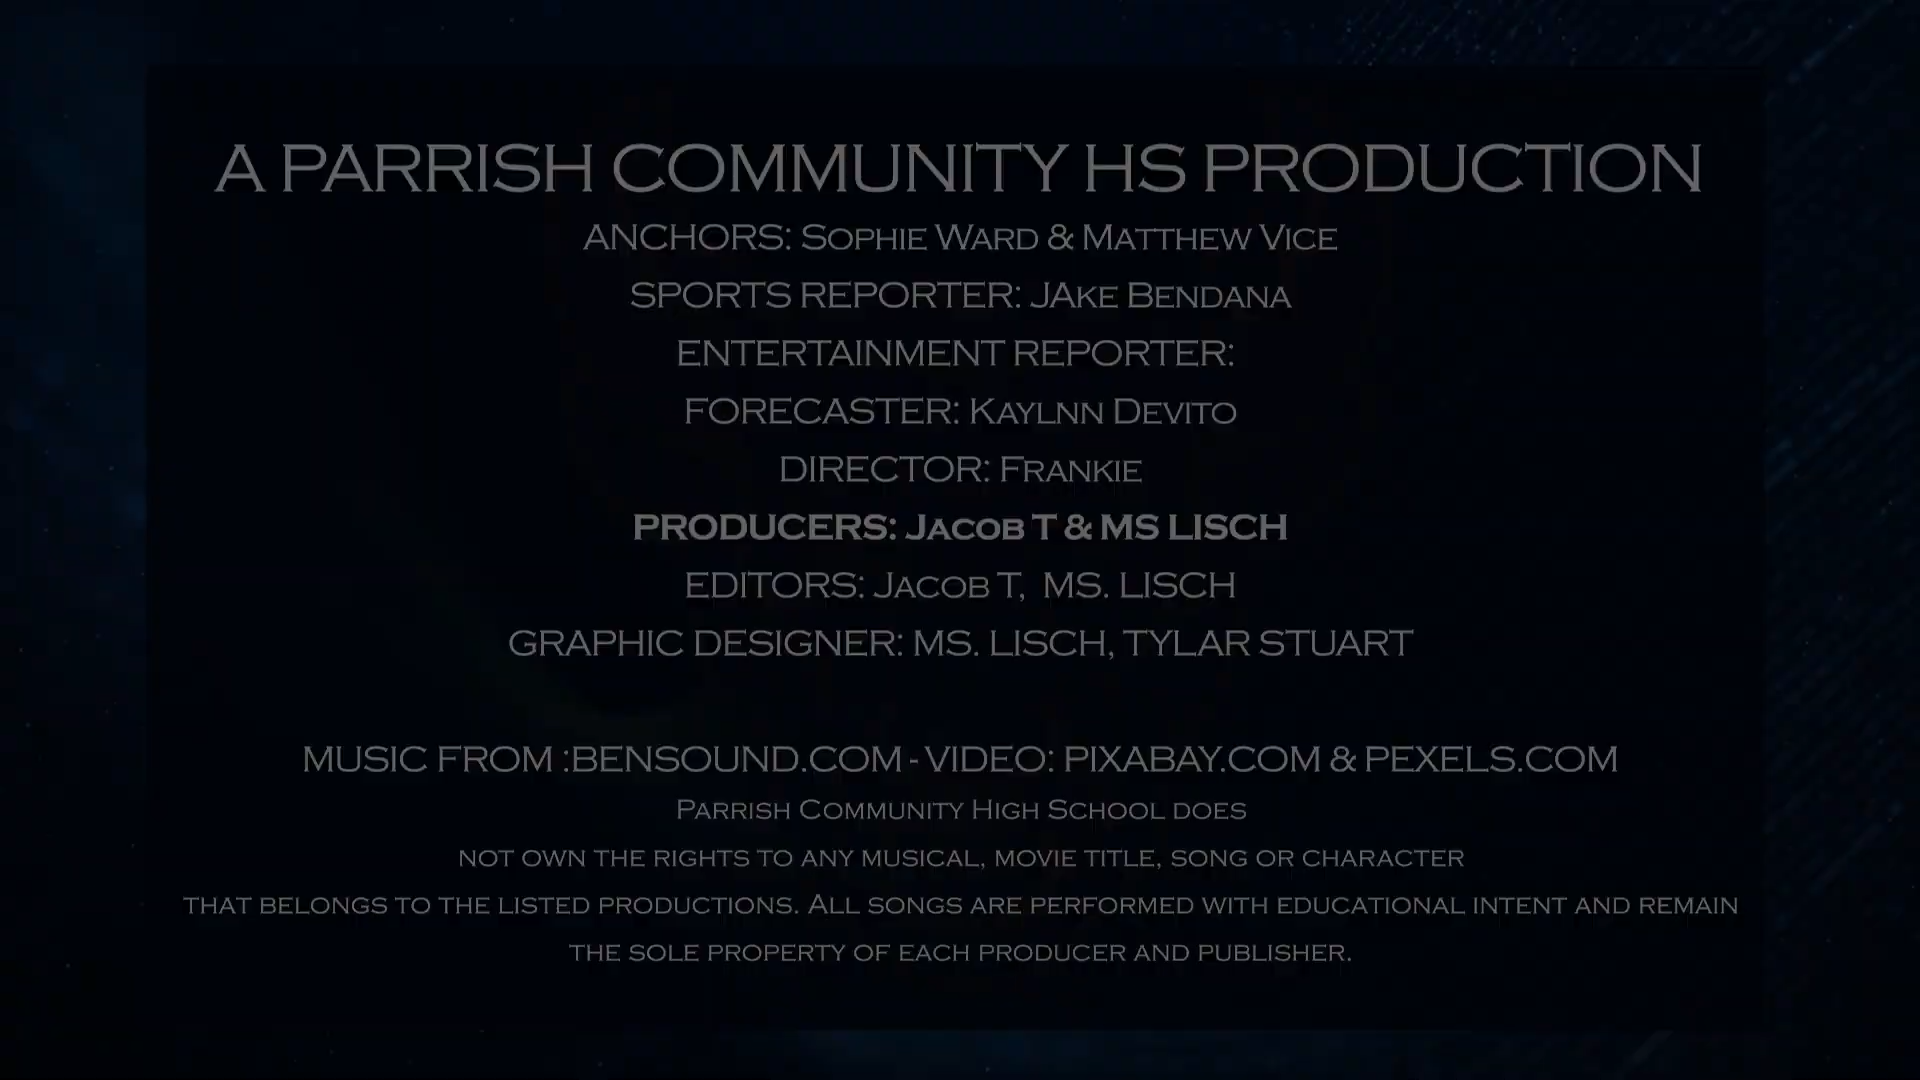 A PARRISH COMMUNITY HS PRODUCTION
ANCHORS: Sophie Ward & Matthew Vice
SPORTS REPORTER: JAke Bendana
ENTERTAINMENT REPORTER:
FORECASTER: Kaylnn Devito
DIRECTOR: Frankie
PRODUCERS: Jacob T & MS LISCH
EDITORS: Jacob T, MS. LISCH
GRAPHIC DESIGNER: MS. LISCH, TYLAR STUART
MUSIC FROM :BENSOUND.COM - VIDEO: PIXABAY.COM & PEXELS.COM
Parrish Community High School does
not own the rights to any musical, movie title, song or character
that belongs to the listed productions. All songs are performed with educational intent and remain
the sole property of each producer and publisher.